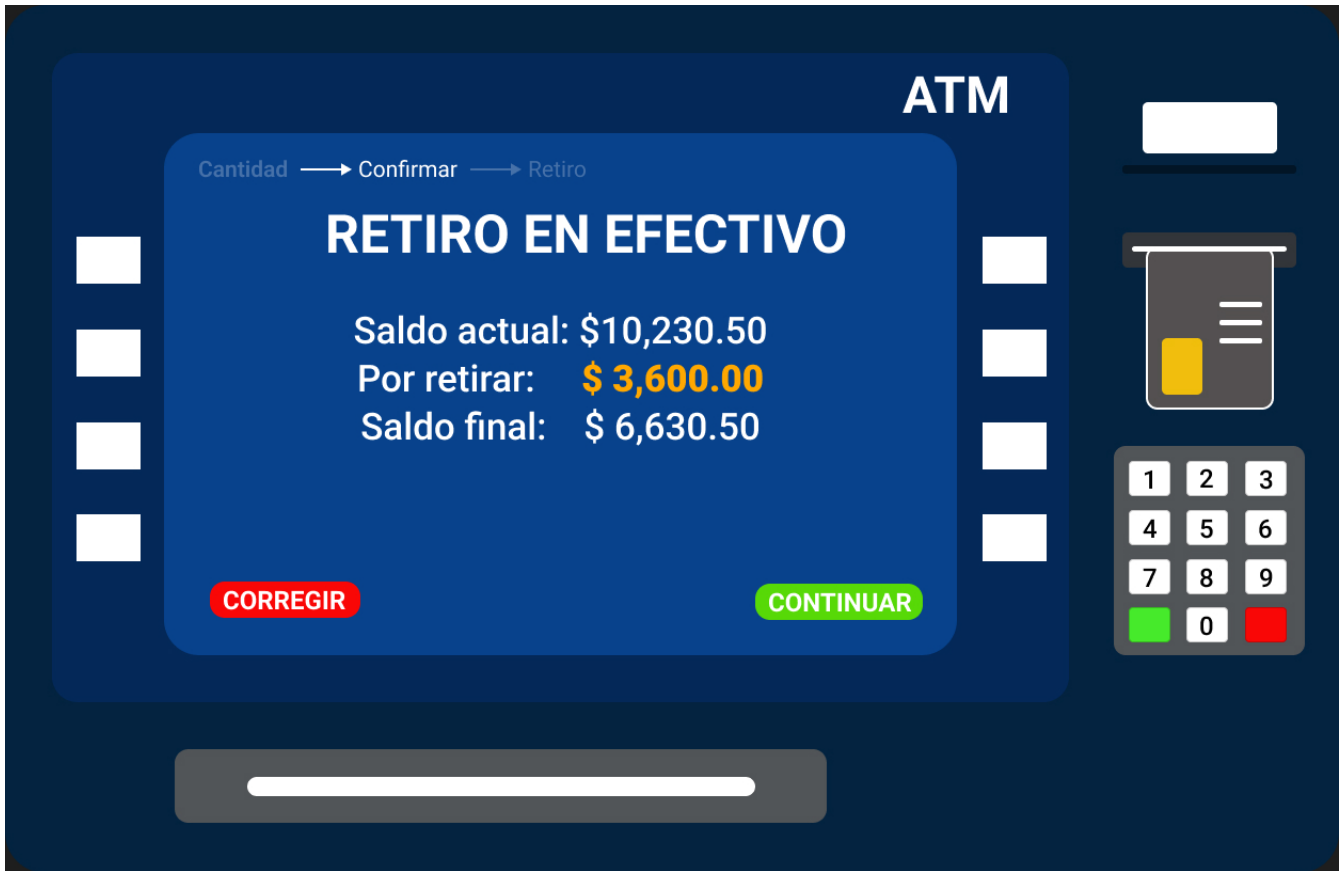 ATM
Cantidad → Confirmar → Retiro
RETIRO EN EFECTIVO
Saldo actual: $10,230.50
Por retirar: $ 3,600.00
Saldo final: $ 6,630.50
CORREGIR CONTINUAR
1 2 3
4 5 6
7 8 9
0